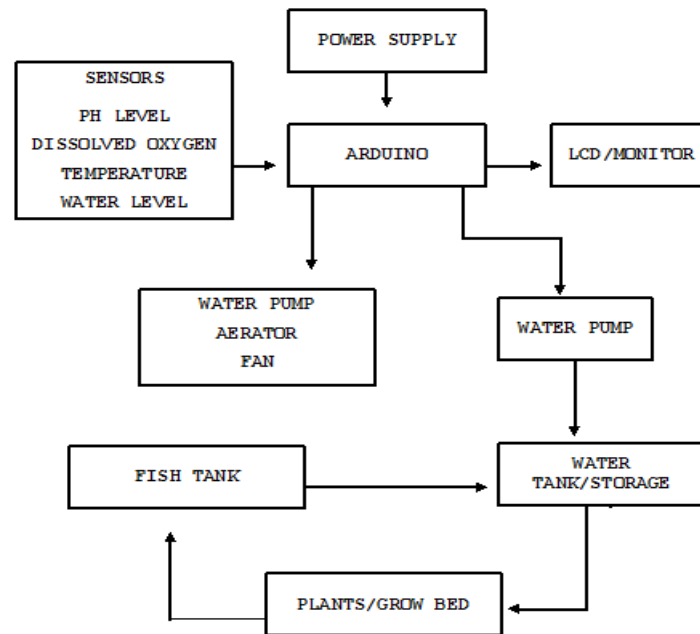 POWER SUPPLY
SENSORS
PH LEVEL
DISSOLVED OXYGEN
TEMPERATURE
WATER LEVEL
ARDUINO
LCD/MONITOR
WATER PUMP
AERATOR
FAN
WATER PUMP
FISH TANK
WATER
TANK/STORAGE
PLANTS/GROW BED